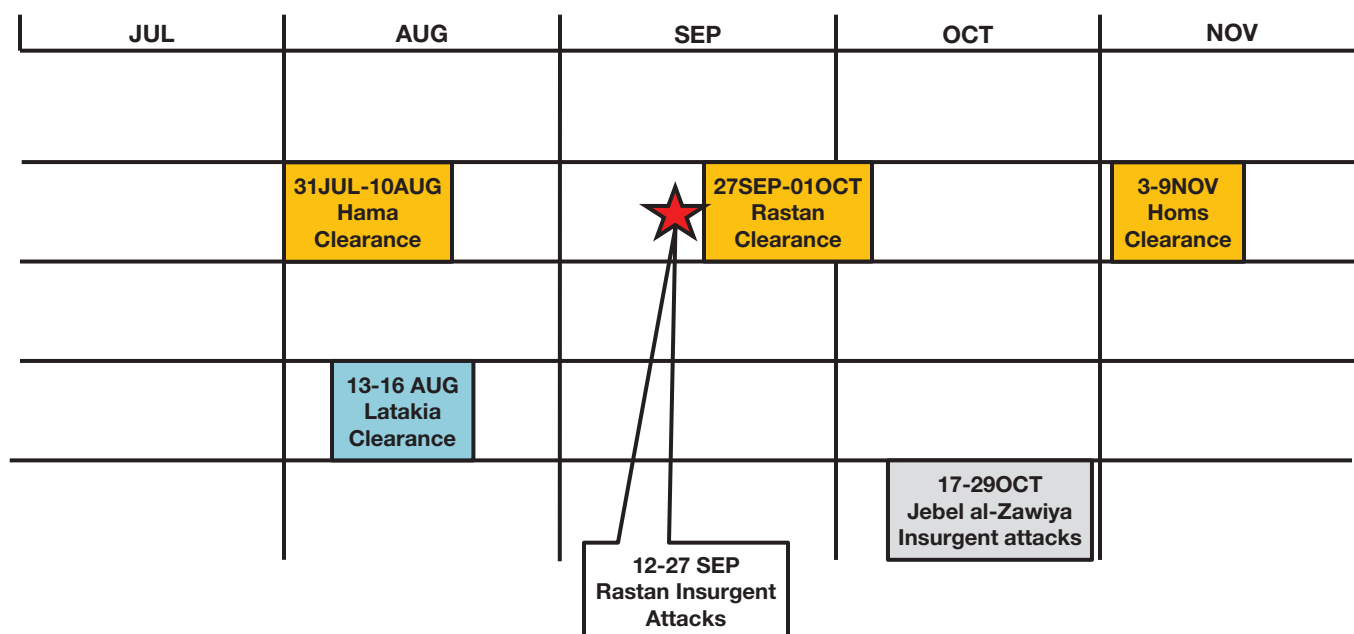 JUL AUG SEP OCT NOV
31JUL-10AUG
Hama
Clearance
27SEP-01OCT
Rastan
Clearance
3-9NOV
Homs
Clearance
13-16 AUG
Latakia
Clearance
17-29OCT
Jebel al-Zawiya
Insurgent attacks
12-27 SEP
Rastan Insurgent
Attacks